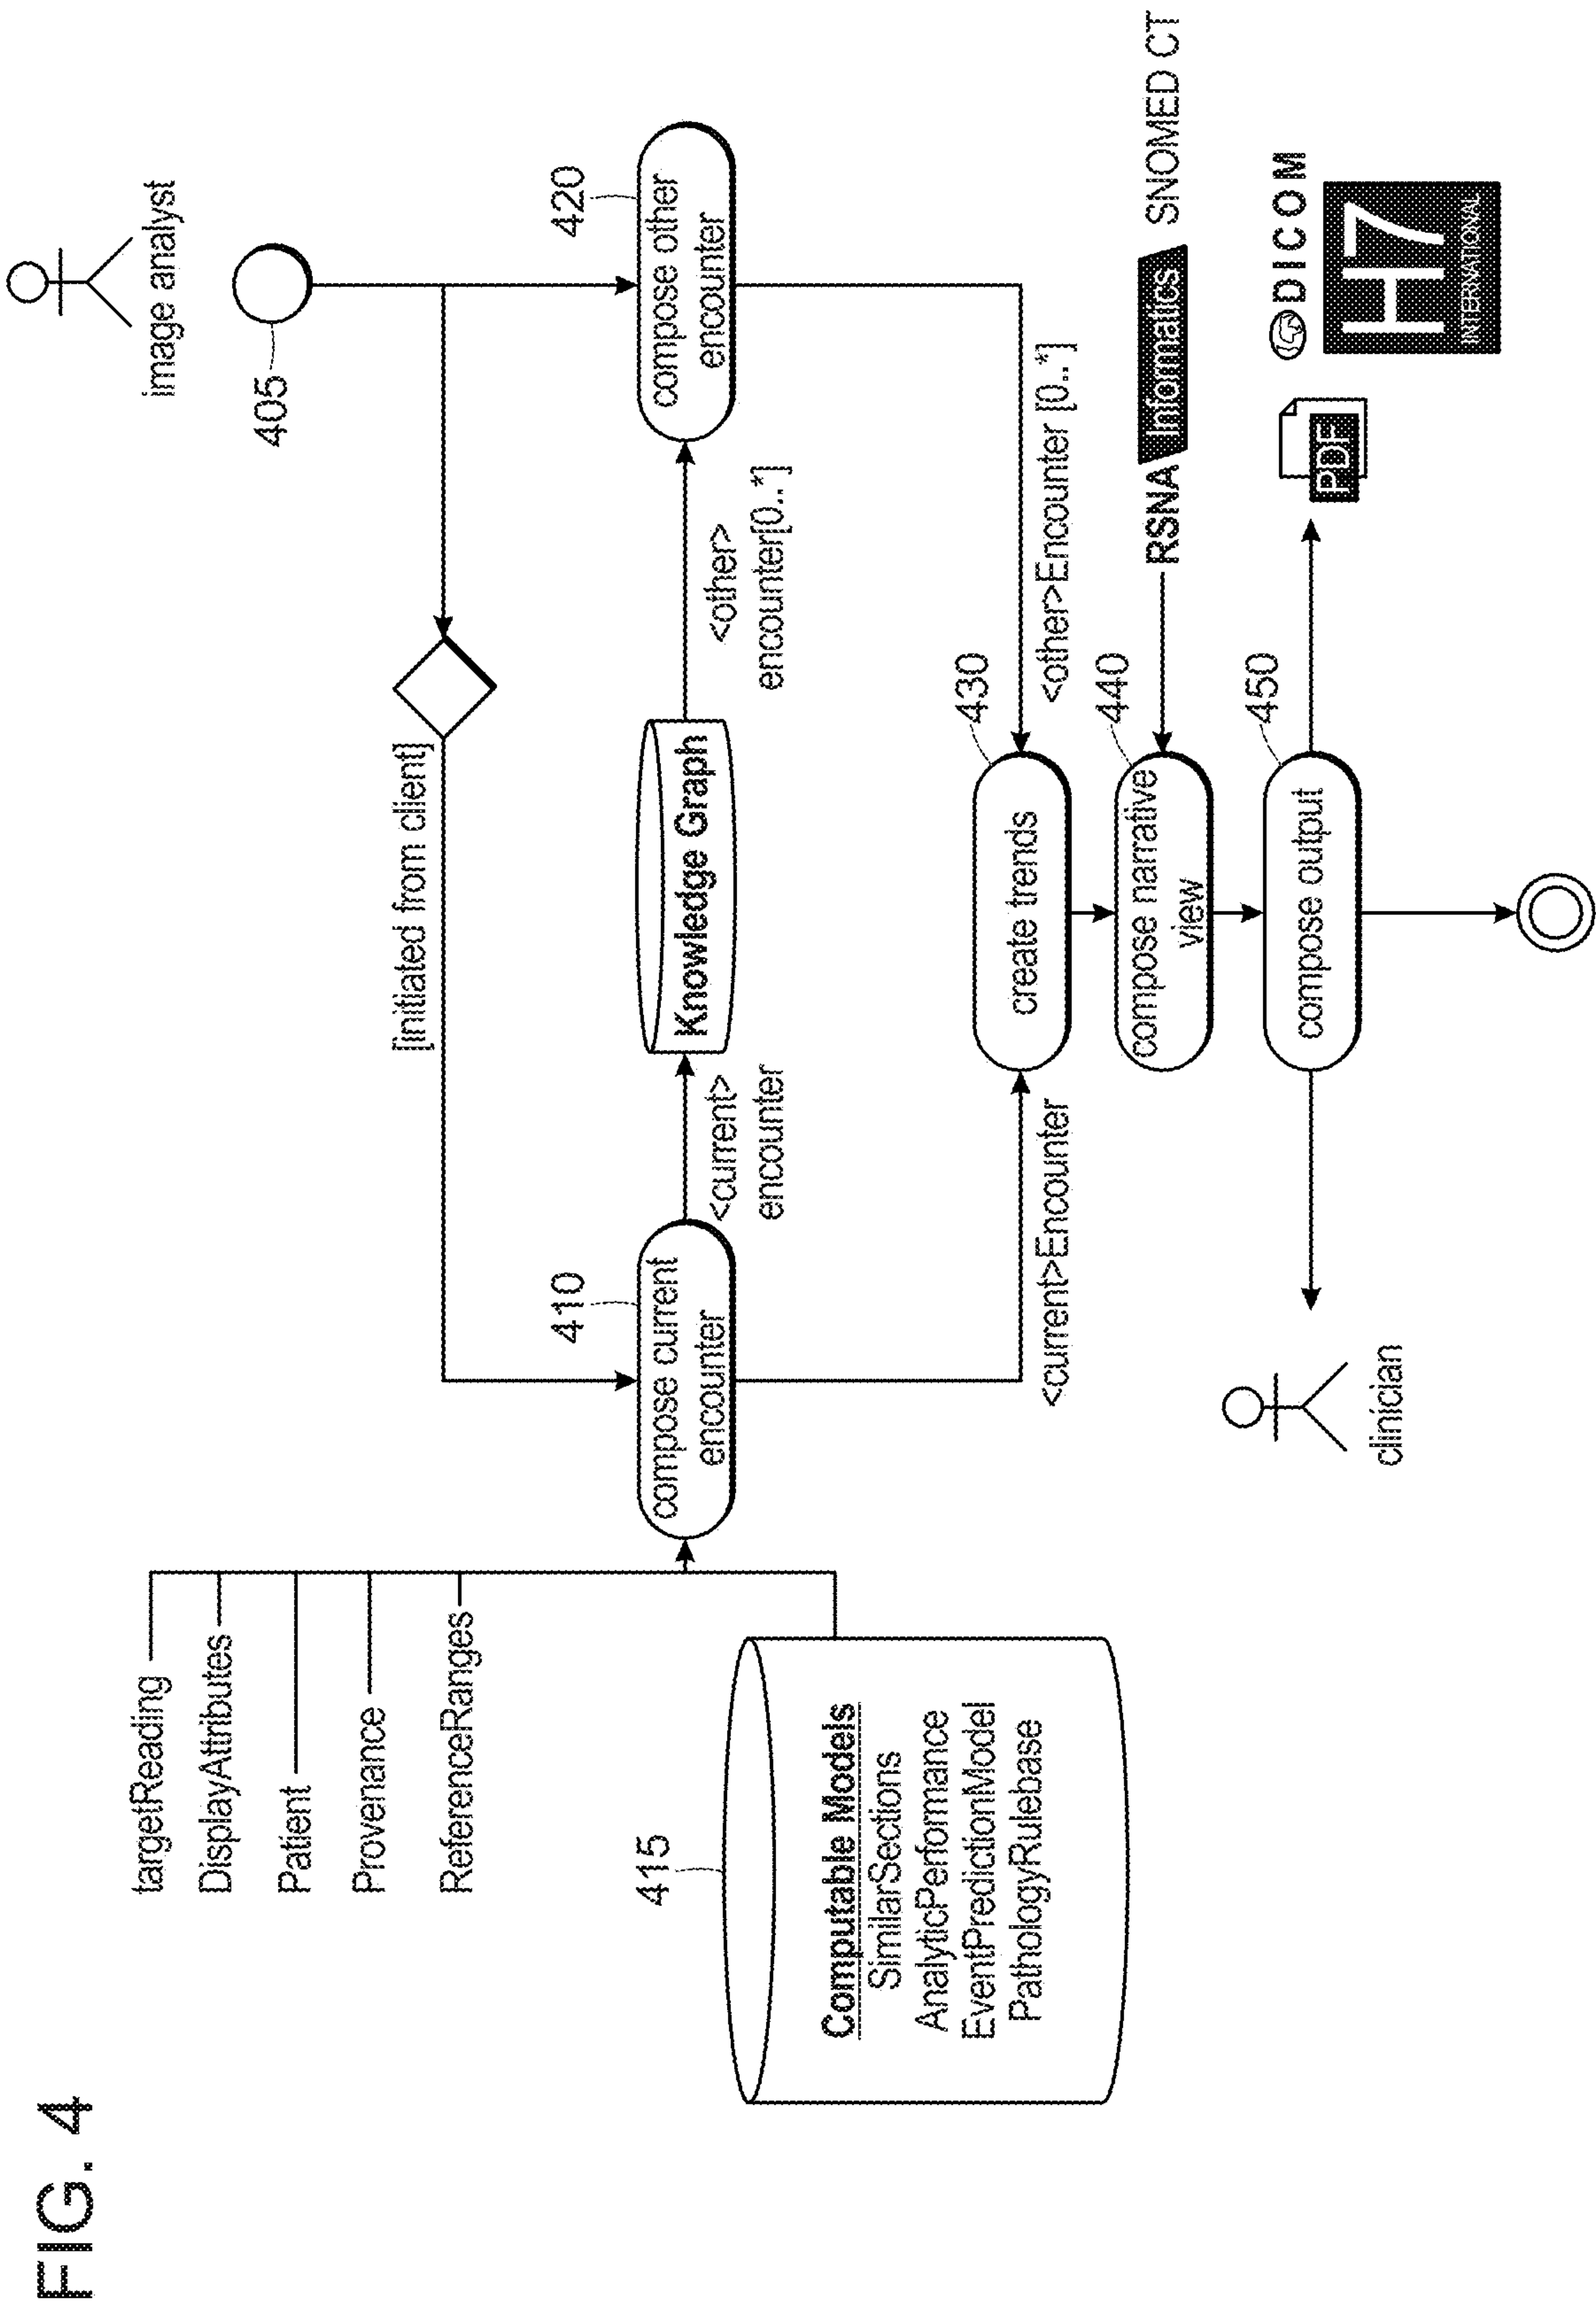 FIG. 4
image analyst
405
[initiated from client]
targetReading
DisplayAttributes
Patient
Provenance
ReferenceRanges
410
compose current
encounter
<current>
encounter
Knowledge Graph
<other>
encounter[0..*]
420
compose other
encounter
415
Computable Models
SimilarSections
AnalyticPerformance
EventPredictionModel
PathologyRulebase
<current>Encounter
430
create trends
<other>Encounter [0..*]
440
compose narrative
view
RSNA Informatics SNOMED CT
450
compose output
clinician
PDF
DICOM
H7
INTERNATIONAL